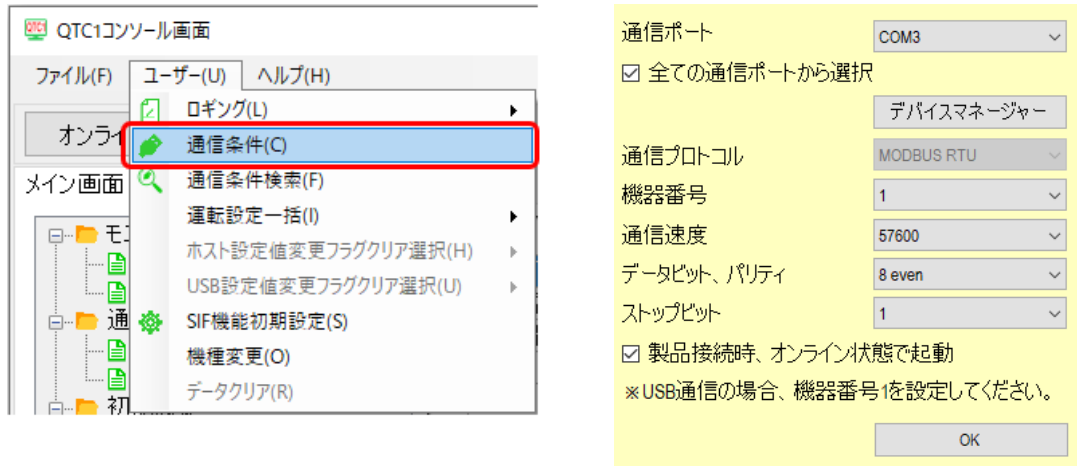 QTC1コンソール画面
ファイル(F) ユーザー(U) ヘルプ(H)
ロギング(L)
オンライ
通信条件(C)
メイン画面
通信条件検索(F)
運転設定一括(I)
モニ
ホスト設定値変更フラグクリア選択(H)
USB設定値変更フラグクリア選択(U)
通
SIF機能初期設定(S)
機種変更(O)
データクリア(R)
初
通信ポート COM3
全ての通信ポートから選択
デバイスマネージャー
通信プロトコル MODBUS RTU
機器番号 1
通信速度 57600
データビット、パリティ 8 even
ストップビット 1
製品接続時、オンライン状態で起動
※USB通信の場合、機器番号1を設定してください。
OK